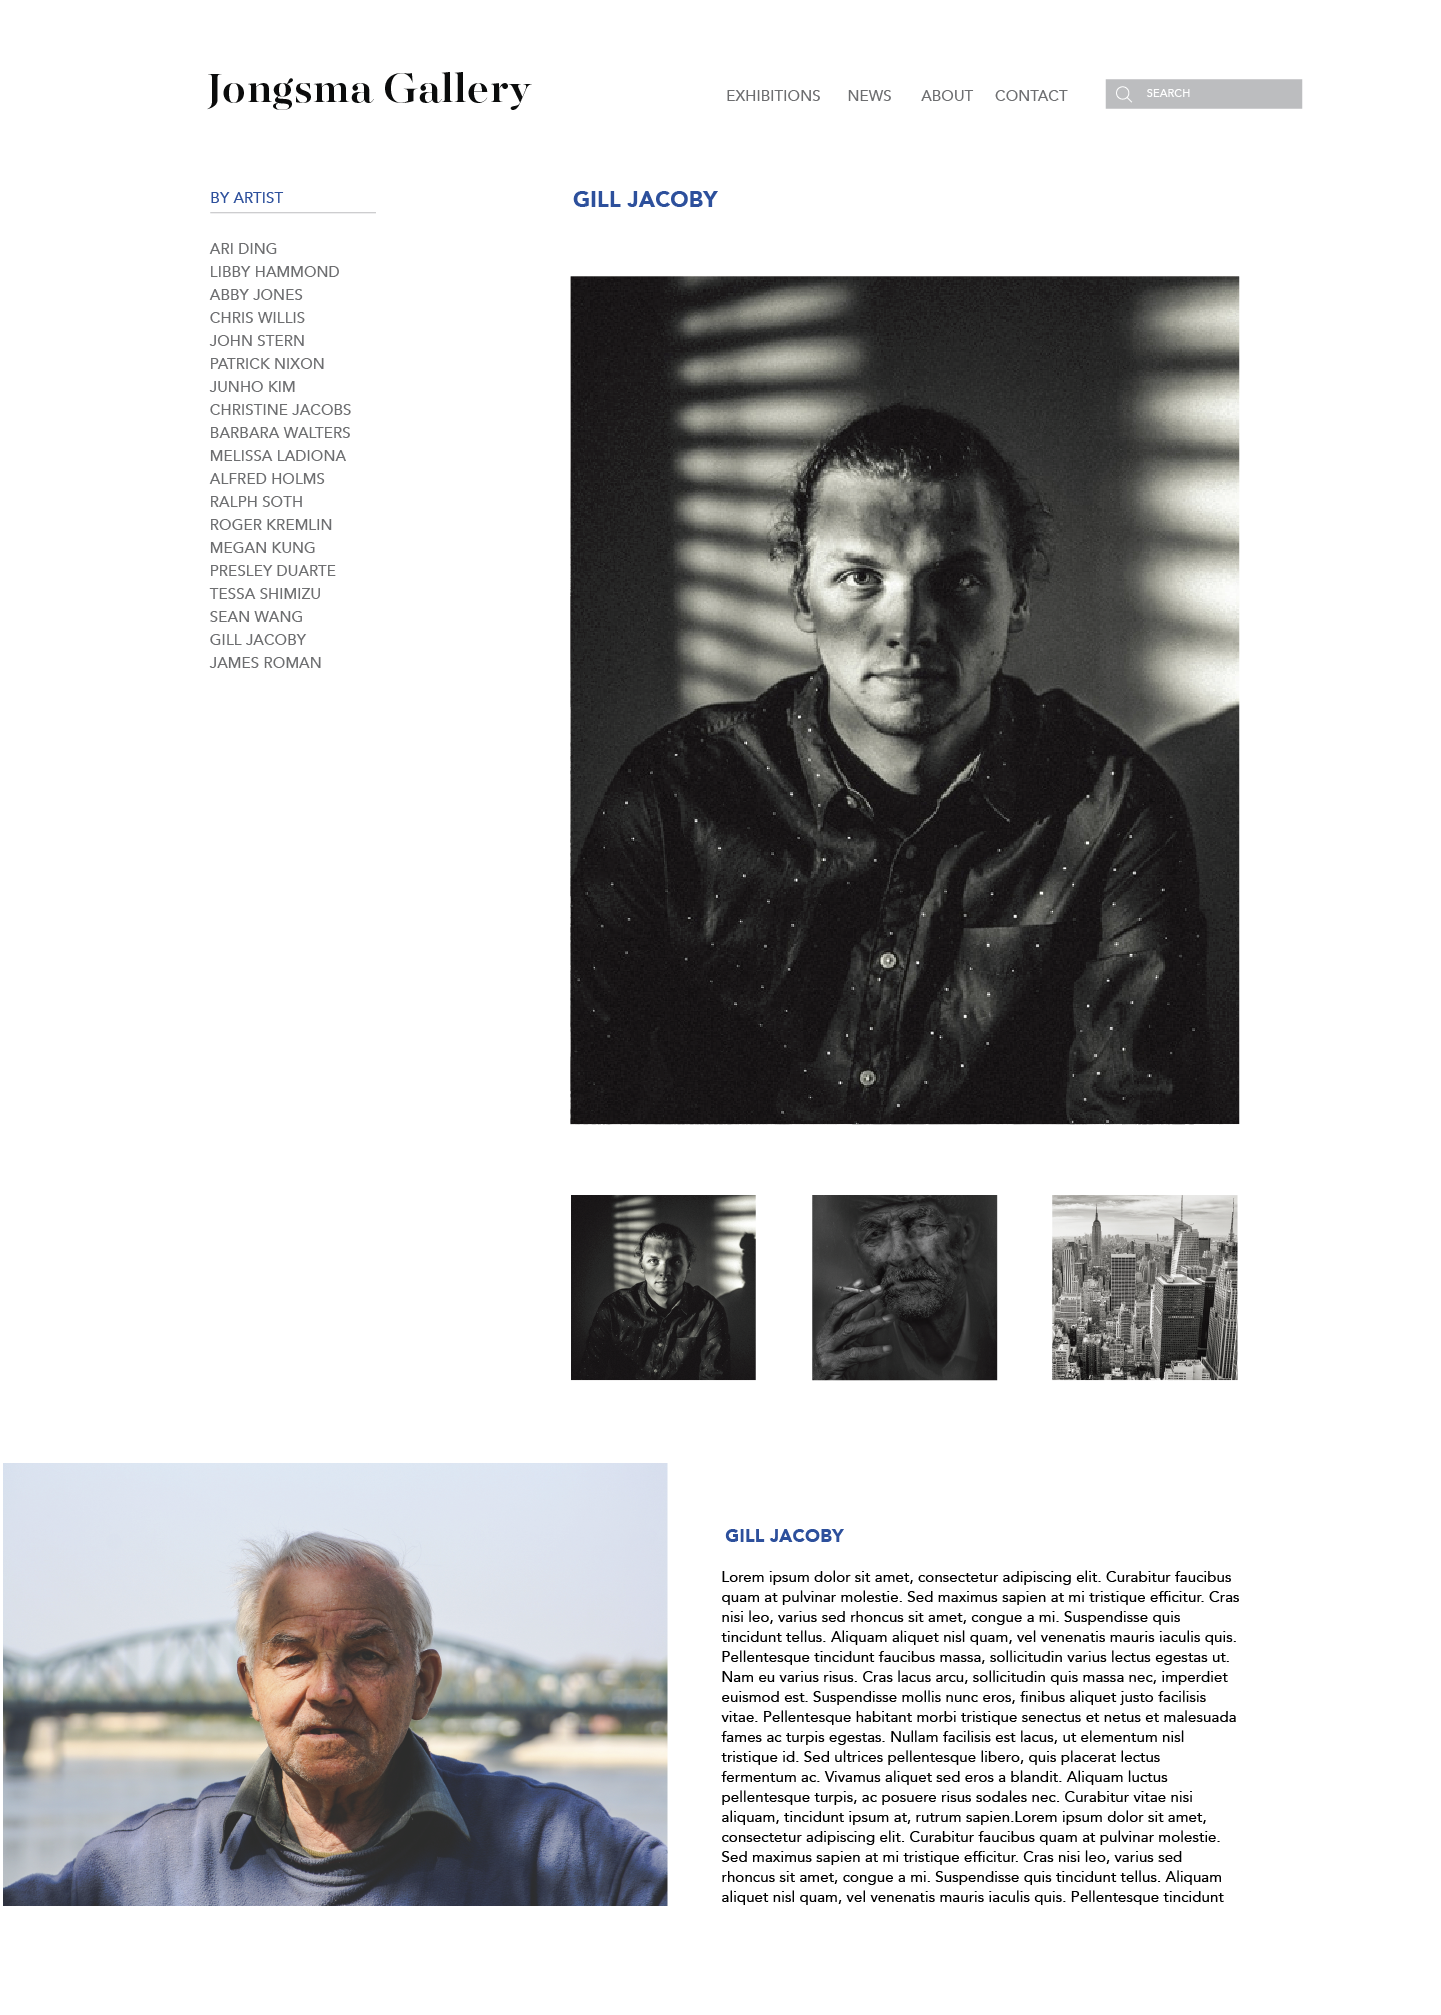 Jongsma Gallery
EXHIBITIONS NEWS ABOUT CONTACT SEARCH
BY ARTIST
ARI DING
LIBBY HAMMOND
ABBY JONES
CHRIS WILLIS
JOHN STERN
PATRICK NIXON
JUNHO KIM
CHRISTINE JACOBS
BARBARA WALTERS
MELISSA LADIONA
ALFRED HOLMS
RALPH SOTH
ROGER KREMLIN
MEGAN KUNG
PRESLEY DUARTE
TESSA SHIMIZU
SEAN WANG
GILL JACOBY
JAMES ROMAN
GILL JACOBY
GILL JACOBY
Lorem ipsum dolor sit amet, consectetur adipiscing elit. Curabitur faucibus
quam at pulvinar molestie. Sed maximus sapien at mi tristique efficitur. Cras
nisi leo, varius sed rhoncus sit amet, congue a mi. Suspendisse quis
tincidunt tellus. Aliquam aliquet nisl quam, vel venenatis mauris iaculis quis.
Pellentesque tincidunt faucibus massa, sollicitudin varius lectus egestas ut.
Nam eu varius risus. Cras lacus arcu, sollicitudin quis massa nec, imperdiet
euismod est. Suspendisse mollis nunc eros, finibus aliquet justo facilisis
vitae. Pellentesque habitant morbi tristique senectus et netus et malesuada
fames ac turpis egestas. Nullam facilisis est lacus, ut elementum nisl
tristique id. Sed ultrices pellentesque libero, quis placerat lectus
fermentum ac. Vivamus aliquet sed eros a blandit. Aliquam luctus
pellentesque turpis, ac posuere risus sodales nec. Curabitur vitae nisi
aliquam, tincidunt ipsum at, rutrum sapien.Lorem ipsum dolor sit amet,
consectetur adipiscing elit. Curabitur faucibus quam at pulvinar molestie.
Sed maximus sapien at mi tristique efficitur. Cras nisi leo, varius sed
rhoncus sit amet, congue a mi. Suspendisse quis tincidunt tellus. Aliquam
aliquet nisl quam, vel venenatis mauris iaculis quis. Pellentesque tincidunt